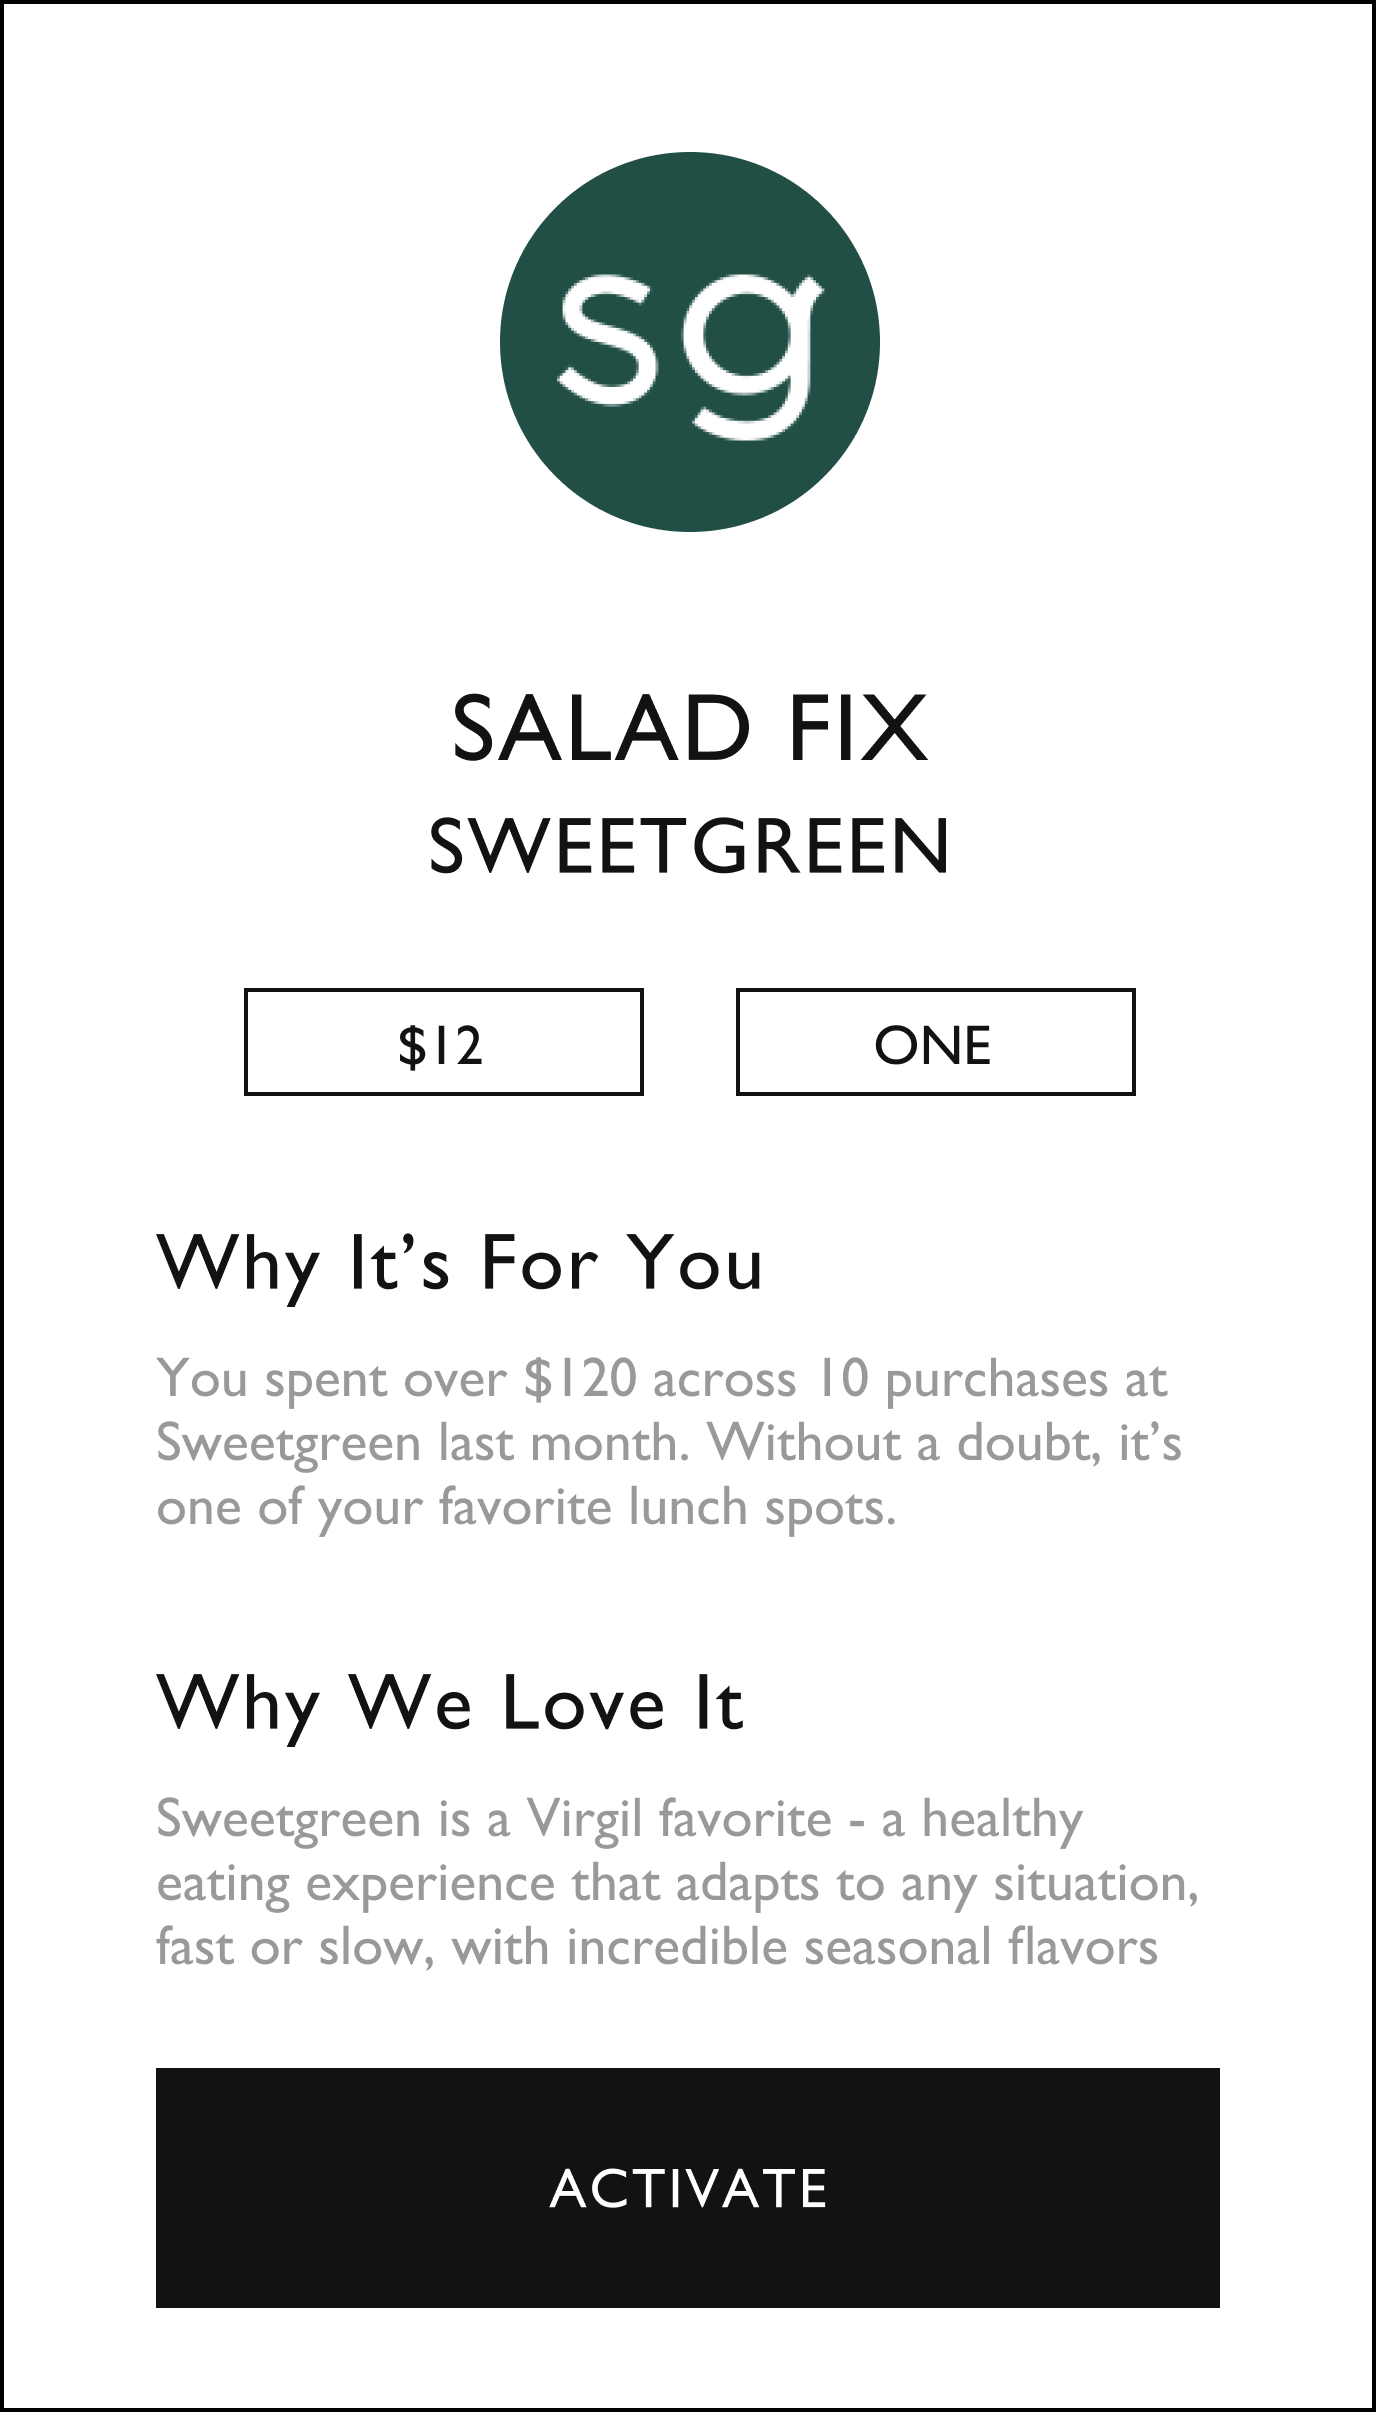 sg
SALAD FIX
SWEETGREEN
$12
ONE
Why It’s For You
You spent over $120 across 10 purchases at
Sweetgreen last month. Without a doubt, it’s
one of your favorite lunch spots.
Why We Love It
Sweetgreen is a Virgil favorite - a healthy
eating experience that adapts to any situation,
fast or slow, with incredible seasonal flavors
ACTIVATE